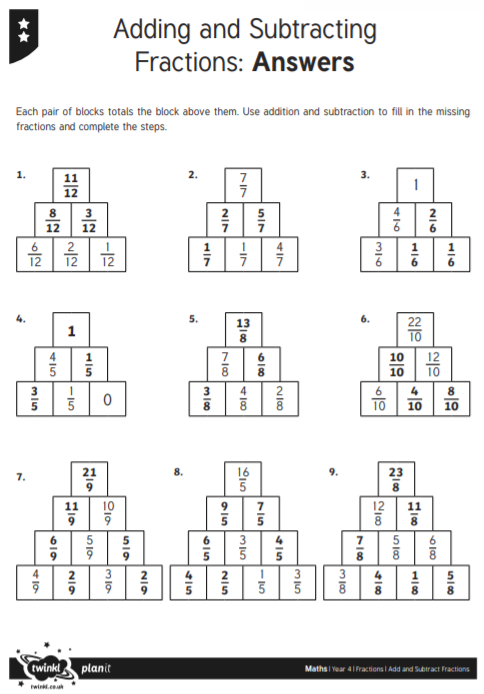 Adding and Subtracting
Fractions: Answers
Each pair of blocks totals the block above them. Use addition and subtraction to fill in the missing
fractions and complete the steps.
1.
11/12
8/12 3/12
6/12 2/12 1/12
2.
7/7
2/7 5/7
1/7 1/7 4/7
3.
1
4/6 2/6
3/6 1/6 1/6
4.
1
4/5 1/5
3/5 1/5 0
5.
13/8
7/8 6/8
3/8 4/8 2/8
6.
22/10
10/10 12/10
6/10 4/10 8/10
7.
21/9
11/9 10/9
6/9 5/9 5/9
4/9 2/9 3/9 2/9
8.
16/5
9/5 7/5
6/5 3/5 4/5
4/5 2/5 1/5 3/5
9.
23/8
12/8 11/8
7/8 5/8 6/8
3/8 4/8 1/8 5/8
twinkl planit
twinkl.co.uk
Maths | Year 4 | Fractions | Add and Subtract Fractions